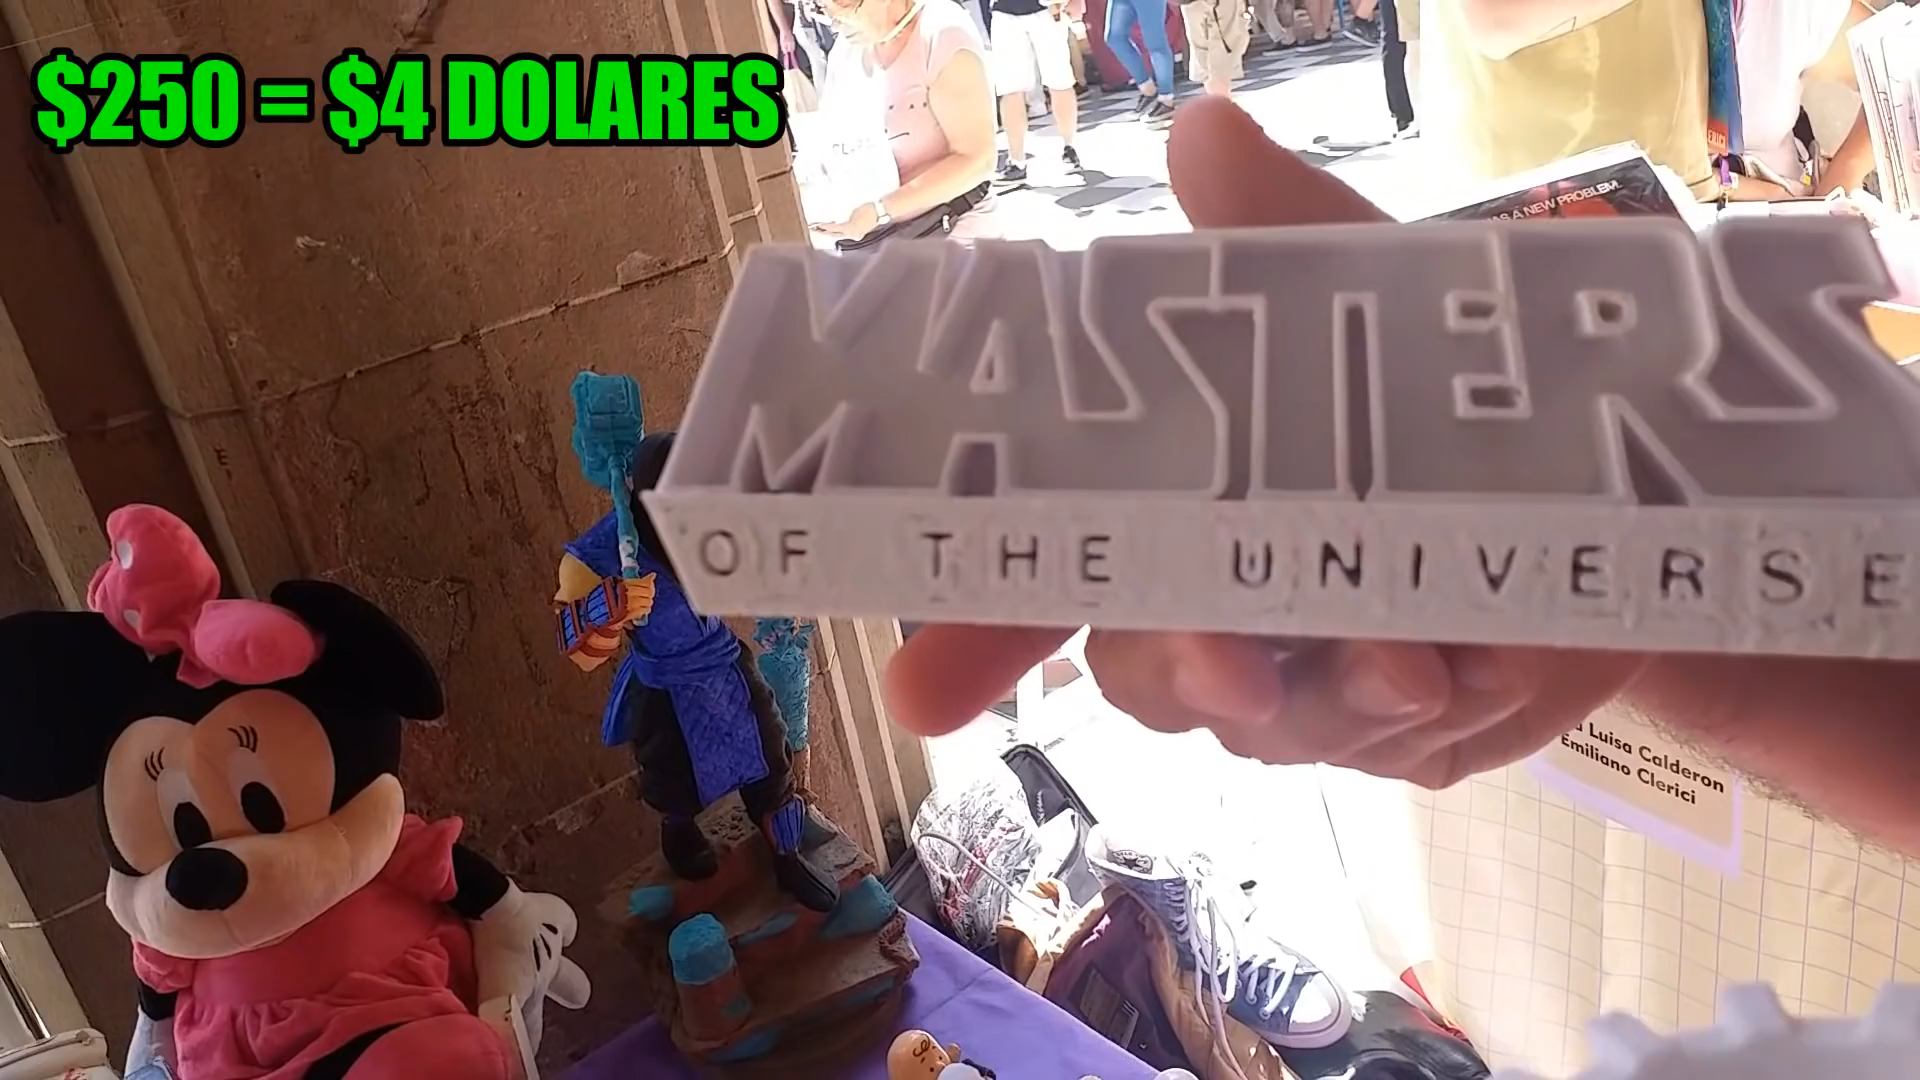 $250 = $4 DOLARES
AS A NEW PROBLEM.
MASTERS
OF THE UNIVERSE
Luisa Calderon
Emiliano Clerici